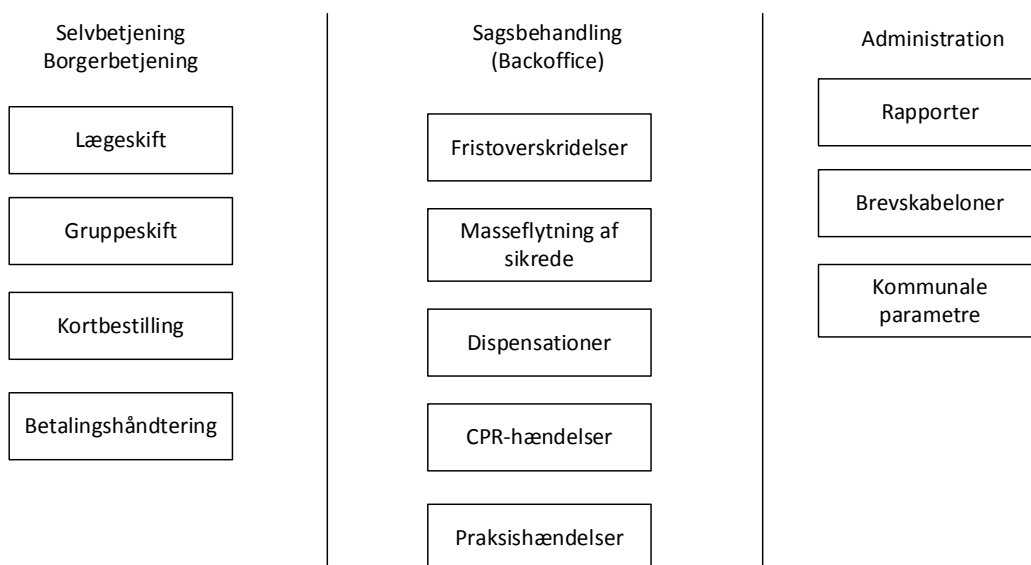 Selvbetjening
Borgerbetjening
Lægeskift
Gruppeskift
Kortbestilling
Betalingshåndtering
Sagsbehandling
(Backoffice)
Fristoverskridelser
Masseflytning af
sikrede
Dispensationer
CPR-hændelser
Praksishændelser
Administration
Rapporter
Brevskabeloner
Kommunale
parametre